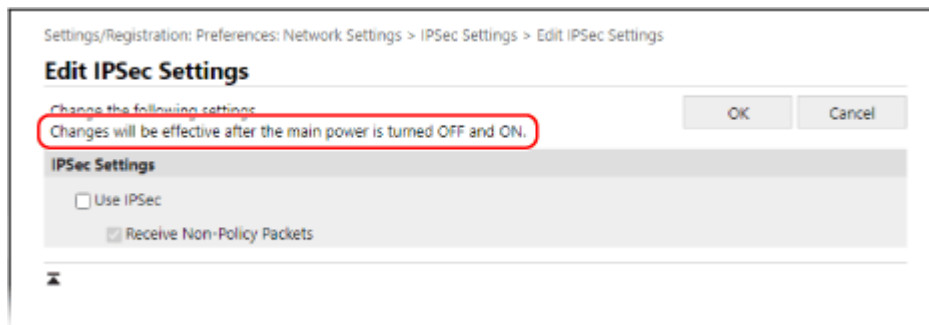 Settings/Registration: Preferences: Network Settings > IPSec Settings > Edit IPSec Settings
Edit IPSec Settings
Change the following settings
OK
Cancel
Changes will be effective after the main power is turned OFF and ON.
IPSec Settings
Use IPSec
Receive Non-Policy Packets